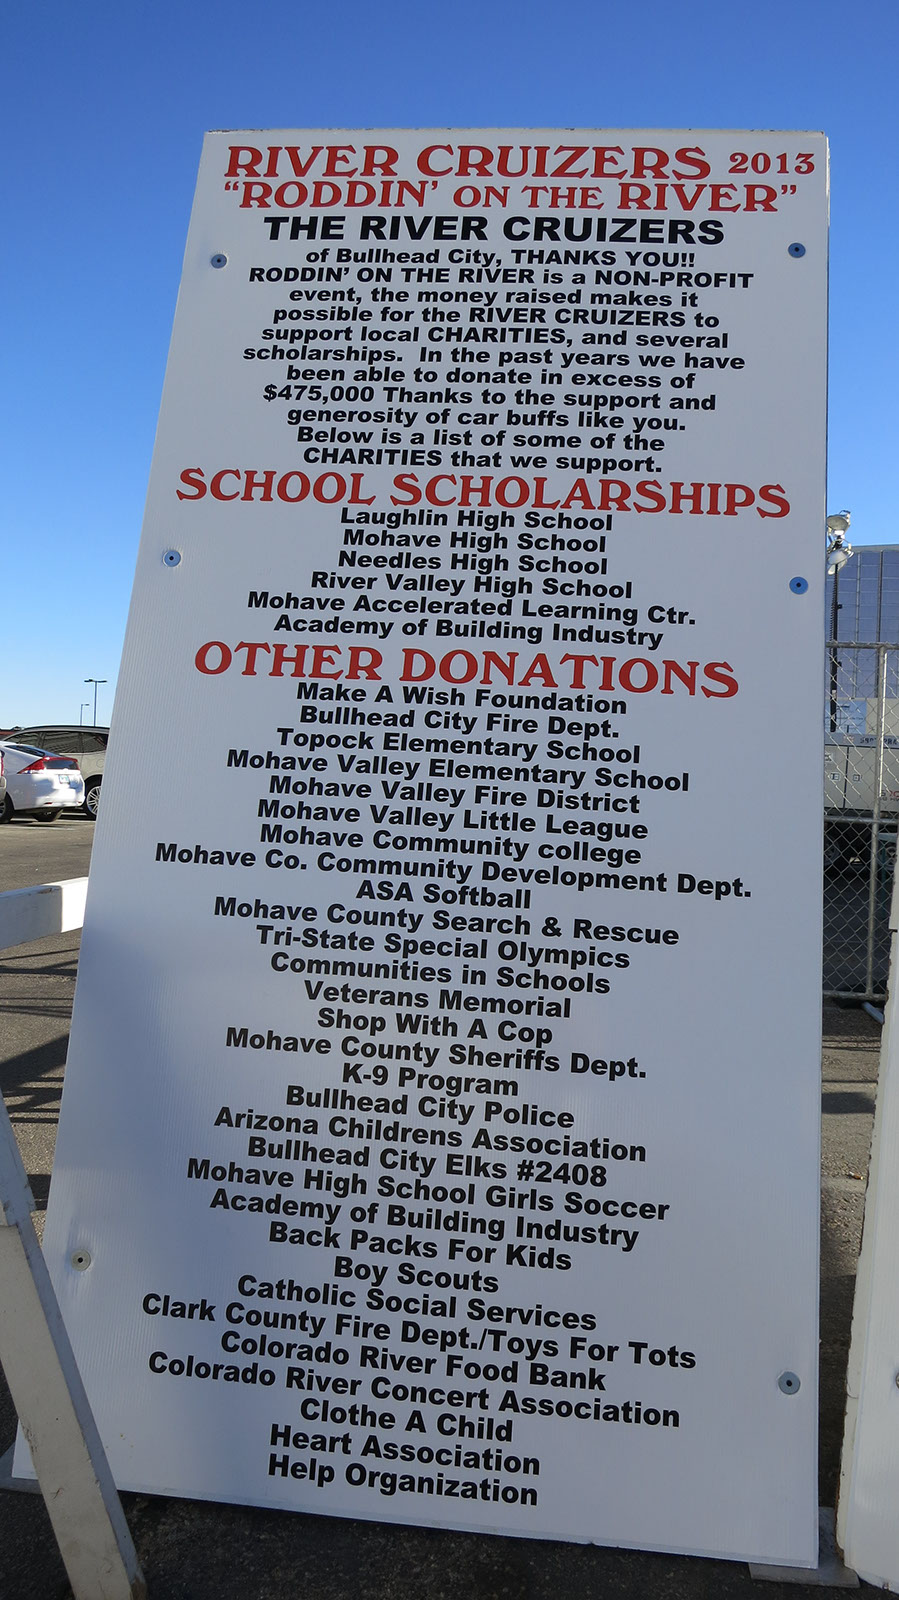 RIVER CRUIZERS 2013
"RODDIN' ON THE RIVER"
THE RIVER CRUIZERS
of Bullhead City, THANKS YOU!!
RODDIN' ON THE RIVER is a NON-PROFIT
event, the money raised makes it
possible for the RIVER CRUIZERS to
support local CHARITIES, and several
scholarships. In the past years we have
been able to donate in excess of
$475,000 Thanks to the support and
generosity of car buffs like you.
Below is a list of some of the
CHARITIES that we support.
SCHOOL SCHOLARSHIPS
Laughlin High School
Mohave High School
Needles High School
River Valley High School
Mohave Accelerated Learning Ctr.
Academy of Building Industry
OTHER DONATIONS
Make A Wish Foundation
Bullhead City Fire Dept.
Topock Elementary School
Mohave Valley Elementary School
Mohave Valley Fire District
Mohave Valley Little League
Mohave Community college
Mohave Co. Community Development Dept.
ASA Softball
Mohave County Search & Rescue
Tri-State Special Olympics
Communities in Schools
Veterans Memorial
Shop With A Cop
Mohave County Sheriffs Dept.
K-9 Program
Bullhead City Police
Arizona Childrens Association
Bullhead City Elks #2408
Mohave High School Girls Soccer
Academy of Building Industry
Back Packs For Kids
Boy Scouts
Catholic Social Services
Clark County Fire Dept./Toys For Tots
Colorado River Food Bank
Colorado River Concert Association
Clothe A Child
Heart Association
Help Organization